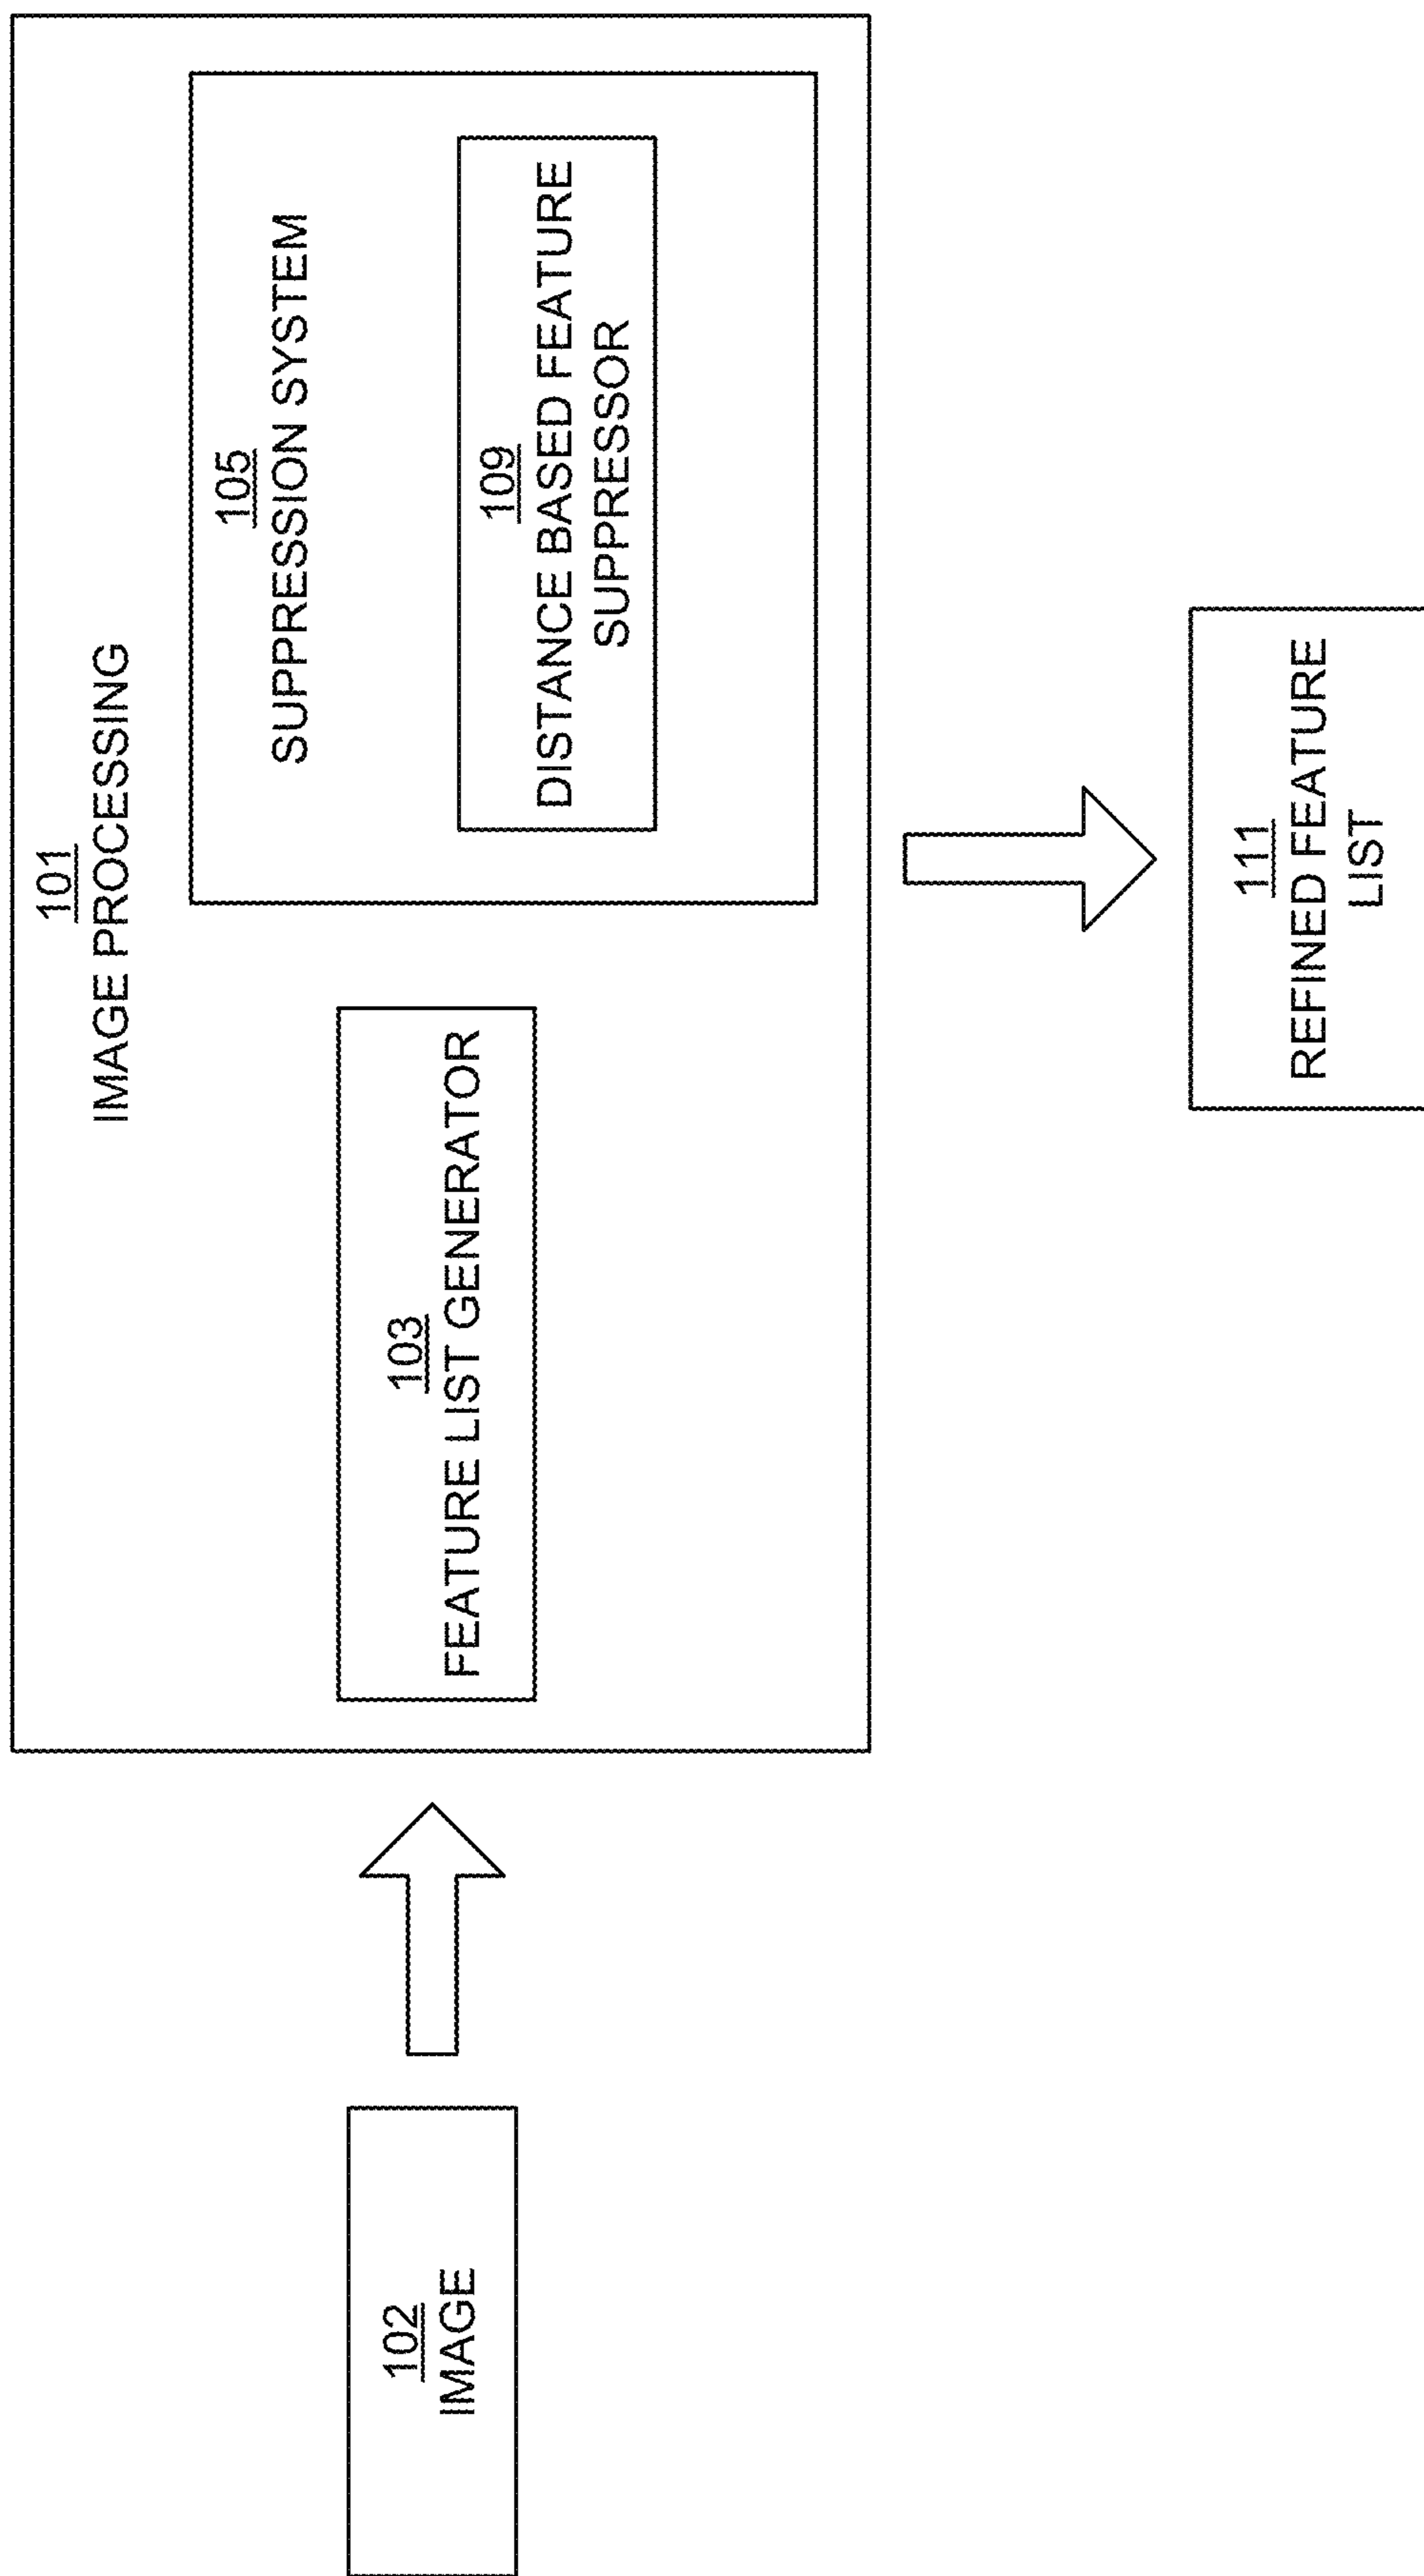 101
IMAGE PROCESSING
102
IMAGE
103
FEATURE LIST GENERATOR
105
SUPPRESSION SYSTEM
109
DISTANCE BASED FEATURE
SUPPRESSOR
111
REFINED FEATURE
LIST